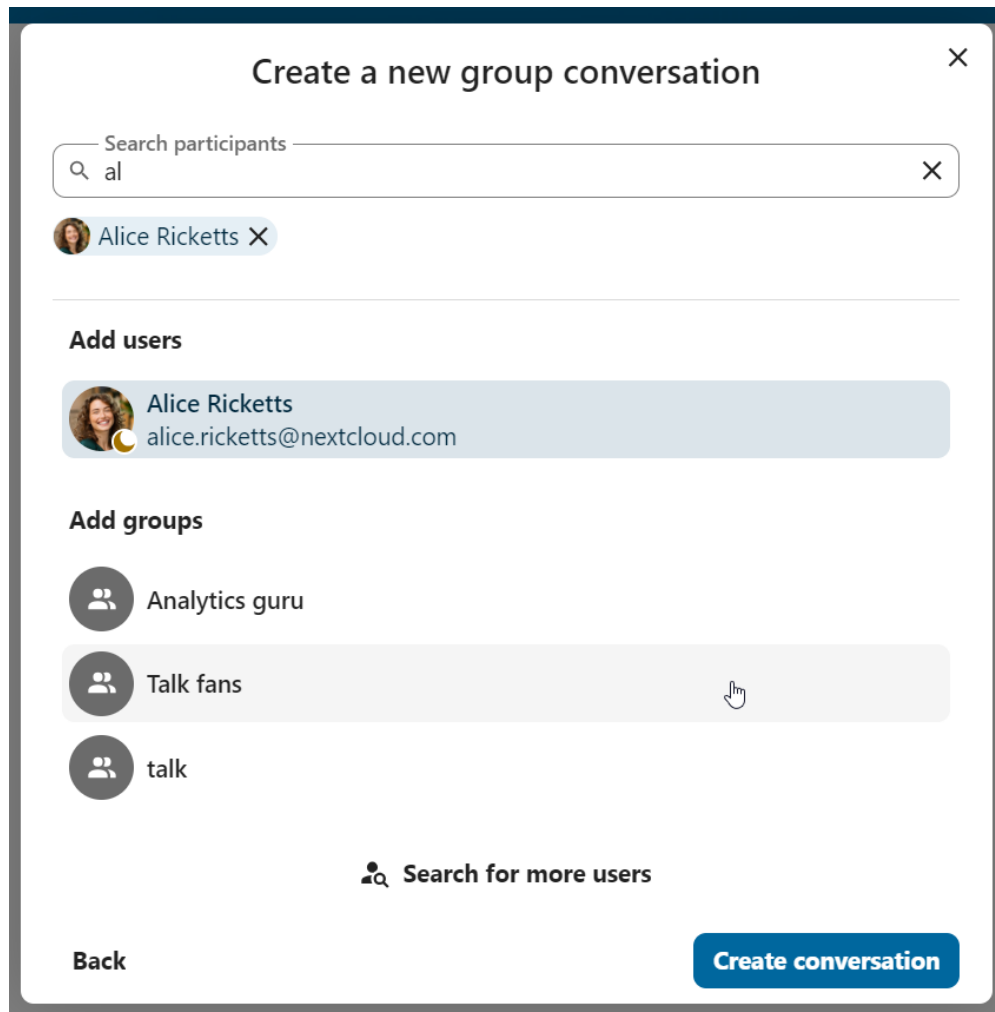 Create a new group conversation
Search participants
al
Alice Ricketts
Add users
Alice Ricketts
alice.ricketts@nextcloud.com
Add groups
Analytics guru
Talk fans
talk
Search for more users
Back
Create conversation